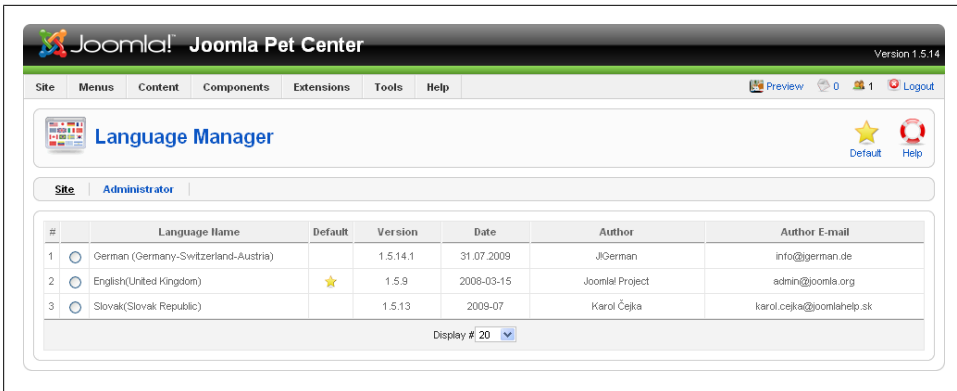 Joomla!™ Joomla Pet Center
Version 1.5.14
Site Menus Content Components Extensions Tools Help Preview 0 1 Logout
Language Manager
Default Help
Site Administrator
# Language Name Default Version Date Author Author E-mail
1 German (Germany-Switzerland-Austria) 1.5.14.1 31.07.2009 J!German info@jgerman.de
2 English(United Kingdom) 1.5.9 2008-03-15 Joomla! Project admin@joomla.org
3 Slovak(Slovak Republic) 1.5.13 2009-07 Karol Čejka karol.cejka@joomlahelp.sk
Display # 20